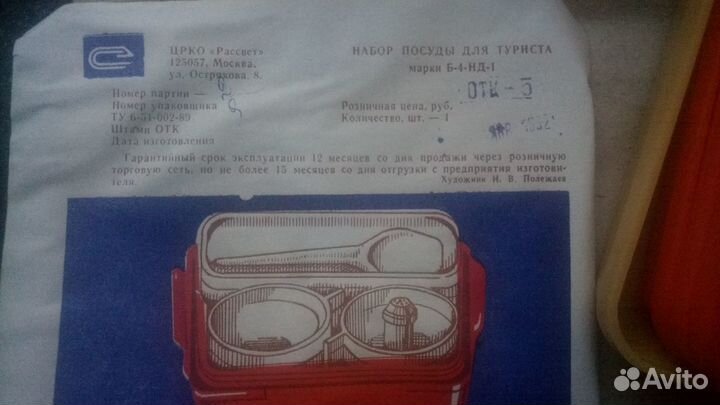 ЦРКО «Рассвет»
125057, Москва,
ул. Острякова, 8.
НАБОР ПОСУДЫ ДЛЯ ТУРИСТА
марки Б-4-НД-1
Номер партии —
Номер упаковщика
ТУ 6-51-002-89
Штамп ОТК
Дата изготовления
ОТК - 5
Розничная цена, руб.
Количество, шт. — 1
1992
Гарантийный срок эксплуатации 12 месяцев со дня продажи через розничную
торговую сеть, но не более 15 месяцев со дня отгрузки с предприятия изготови-
теля.
Художник И. В. Полежаев
Avito